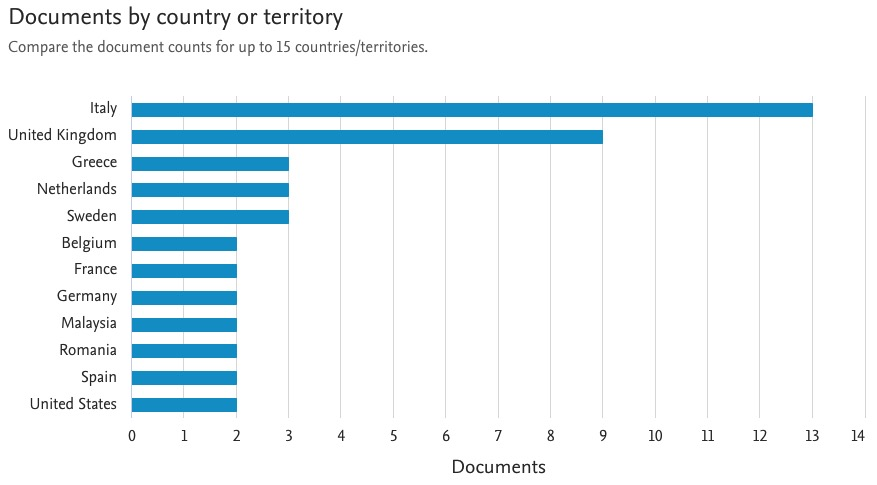 Documents by country or territory
Compare the document counts for up to 15 countries/territories.
Italy
United Kingdom
Greece
Netherlands
Sweden
Belgium
France
Germany
Malaysia
Romania
Spain
United States
0 1 2 3 4 5 6 7 8 9 10 11 12 13 14
Documents